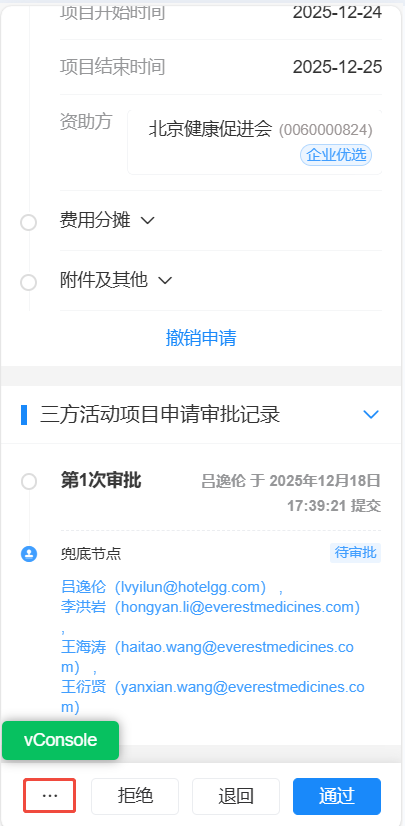 项目开始时间 2025-12-24
项目结束时间 2025-12-25
资助方 北京健康促进会 (0060000824)
企业优选
费用分摊
附件及其他
撤销申请
三方活动项目申请审批记录
第1次审批 吕逸伦 于 2025年12月18日
17:39:21 提交
兜底节点 待审批
吕逸伦（lvyilun@hotelgg.com），
李洪岩（hongyan.li@everestmedicines.com）
，
王海涛（haitao.wang@everestmedicines.co
m），
王衍贤（yanxian.wang@everestmedicines.co
m）
vConsole
··· 拒绝 退回 通过